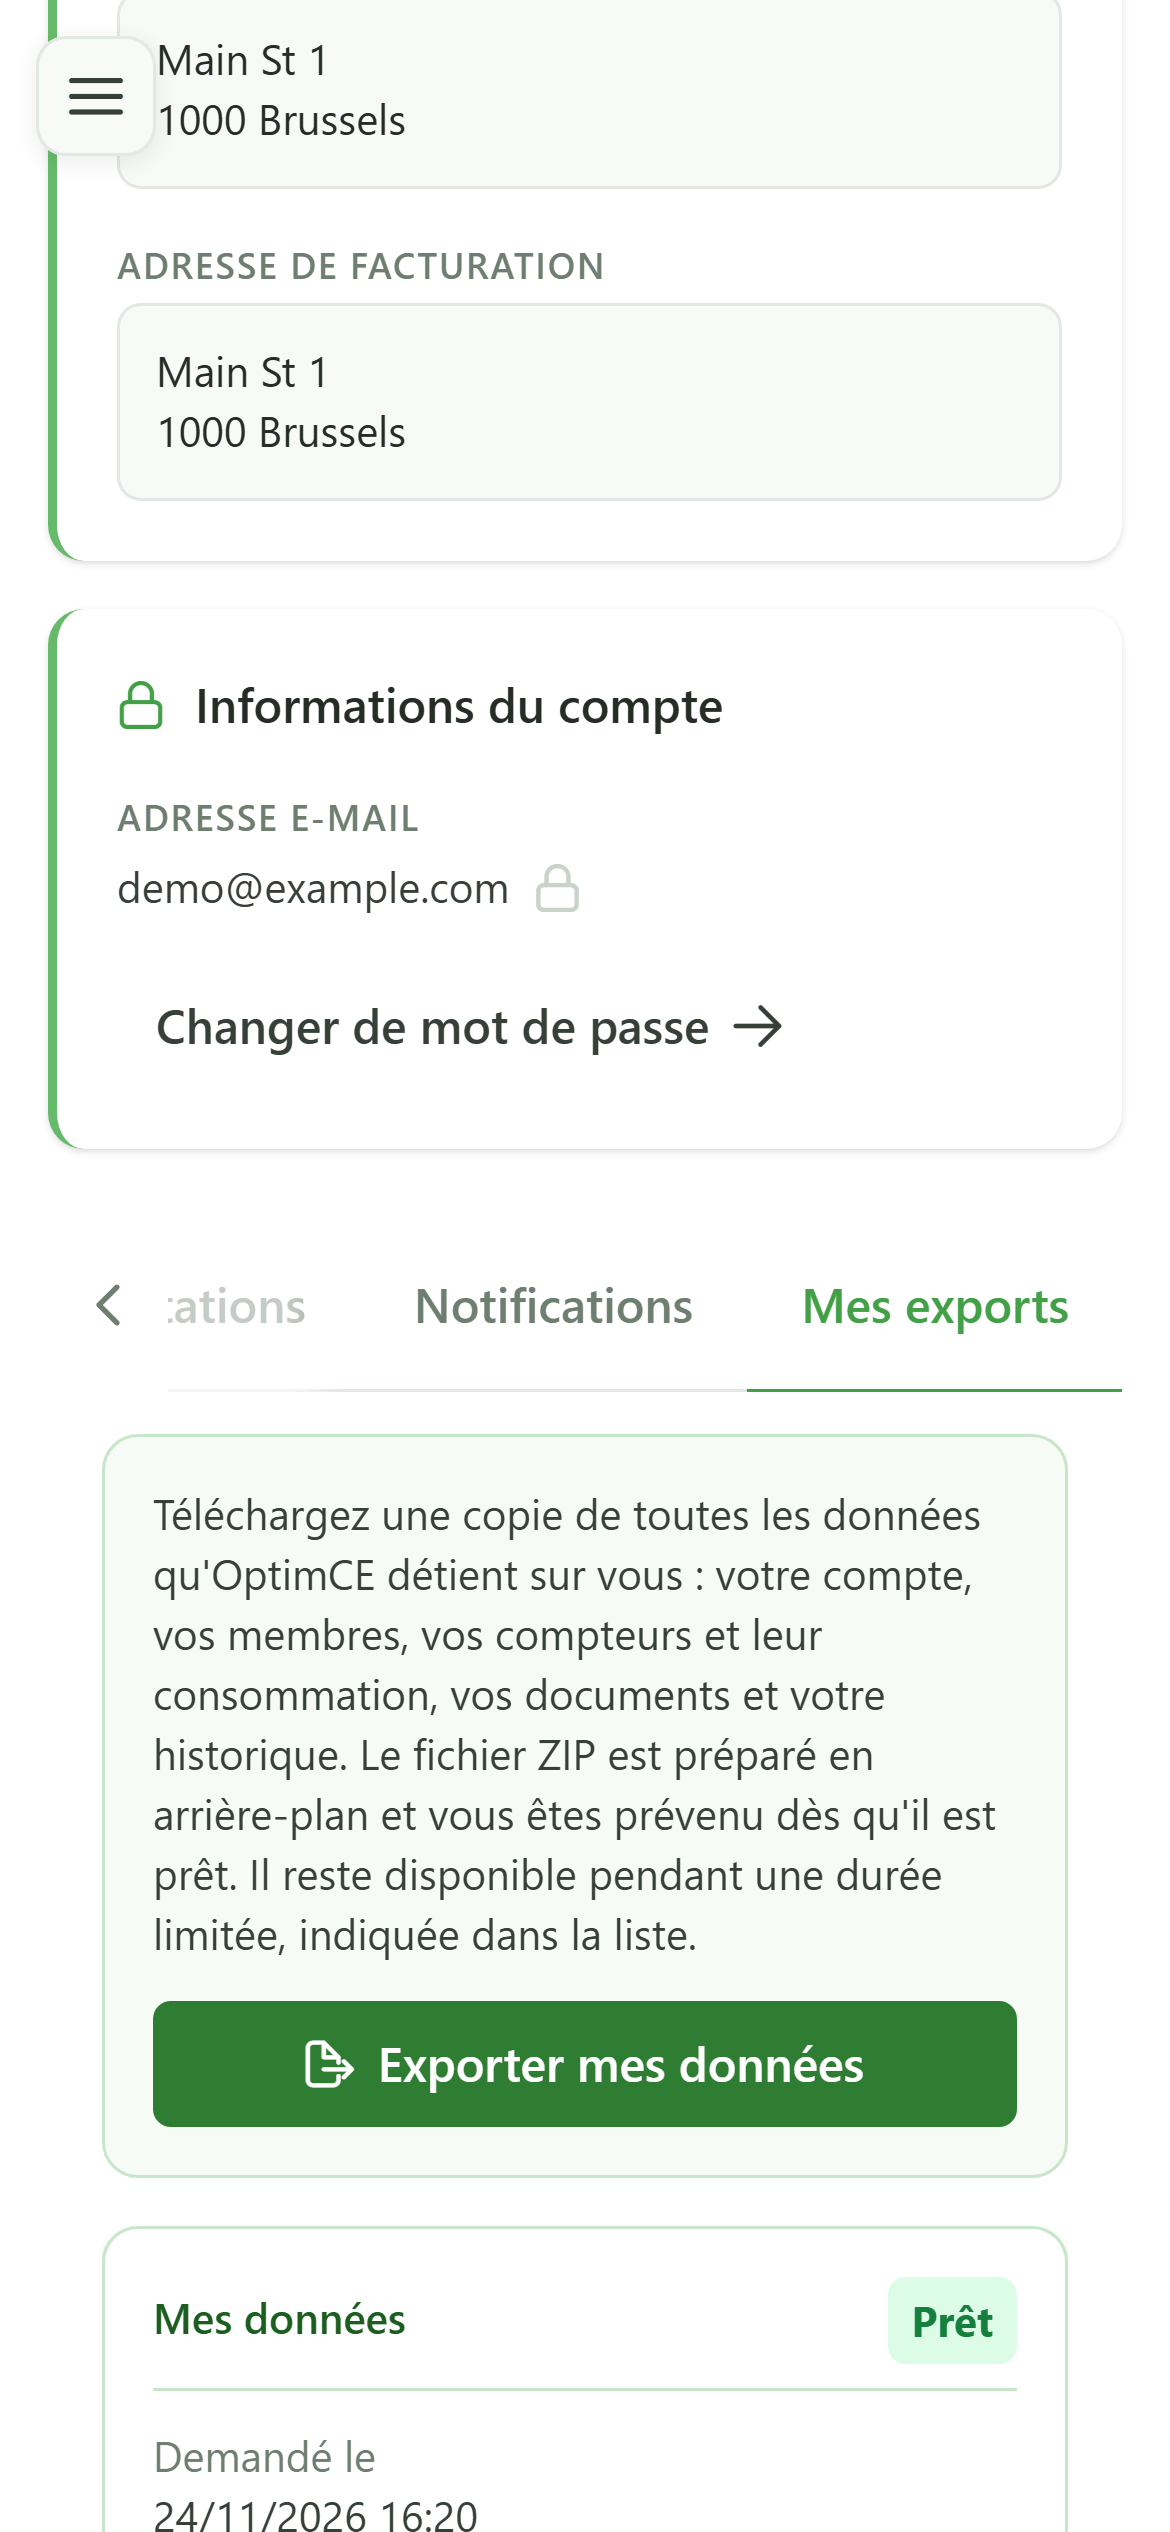 Main St 1
1000 Brussels
ADRESSE DE FACTURATION
Main St 1
1000 Brussels
Informations du compte
ADRESSE E-MAIL
demo@example.com
Changer de mot de passe
Notifications
Mes exports
Téléchargez une copie de toutes les données
qu'OptimCE détient sur vous : votre compte,
vos membres, vos compteurs et leur
consommation, vos documents et votre
historique. Le fichier ZIP est préparé en
arrière-plan et vous êtes prévenu dès qu'il est
prêt. Il reste disponible pendant une durée
limitée, indiquée dans la liste.
Exporter mes données
Mes données
Prêt
Demandé le
24/11/2026 16:20